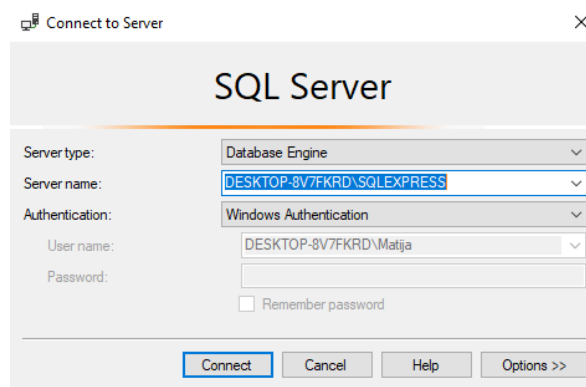 Connect to Server
SQL Server
Server type: Database Engine
Server name: DESKTOP-8V7FKRD\SQLEXPRESS
Authentication: Windows Authentication
User name: DESKTOP-8V7FKRD\Matija
Password:
Remember password
Connect Cancel Help Options >>